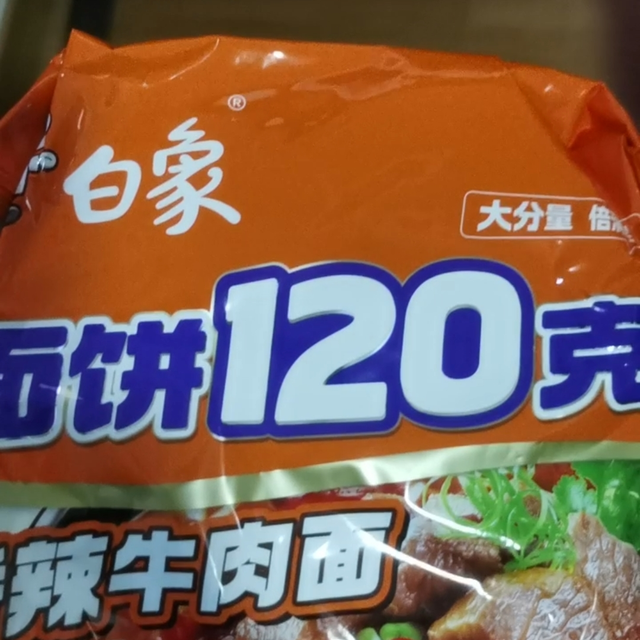 白象®
大分量 倍
面饼120克
辣牛肉面